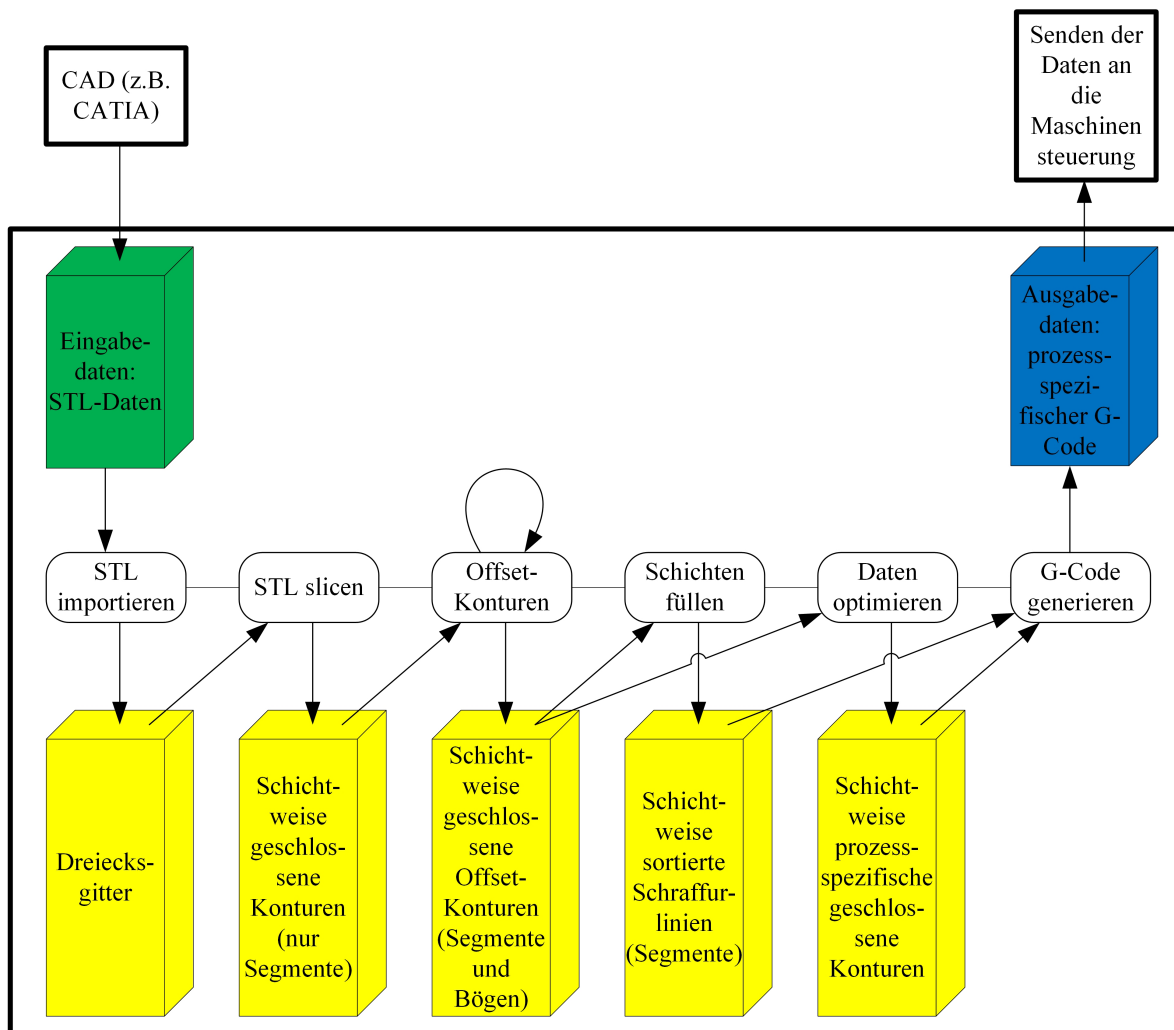 CAD (z.B.
CATIA)
Senden der
Daten an
die
Maschinen
steuerung
Eingabe-
daten:
STL-Daten
Ausgabe-
daten:
prozess-
spezi-
fischer G-
Code
STL
importieren
STL slicen
Offset-
Konturen
Schichten
füllen
Daten
optimieren
G-Code
generieren
Dreiecks-
gitter
Schicht-
weise
geschlos-
sene
Konturen
(nur
Segmente)
Schicht-
weise
geschlos-
sene
Offset-
Konturen
(Segmente
und
Bögen)
Schicht-
weise
sortierte
Schraffur-
linien
(Segmente)
Schicht-
weise
prozess-
spezifische
geschlos-
sene
Konturen